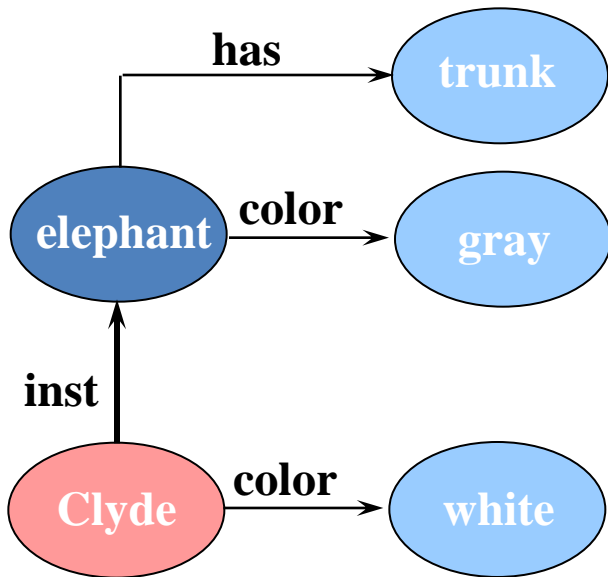 has
trunk
elephant
color
gray
inst
Clyde
color
white